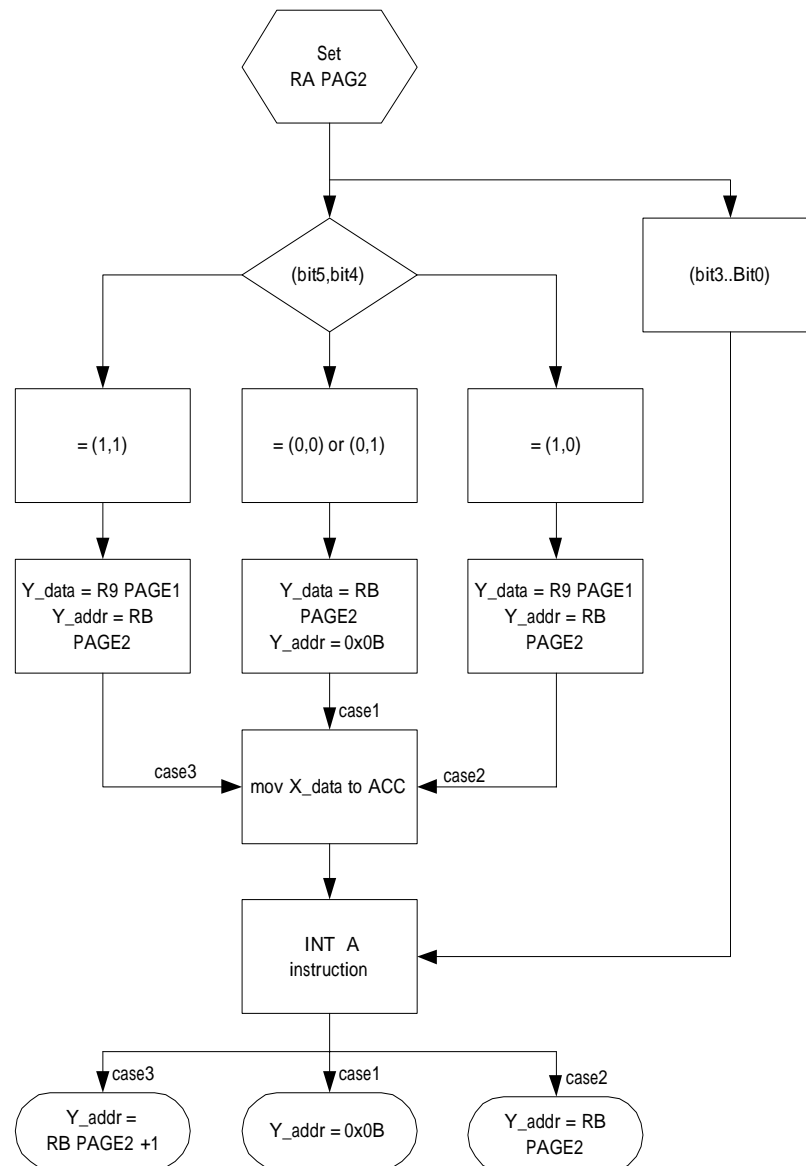 Set
RA PAG2
(bit5,bit4)
(bit3..Bit0)
= (1,1)
= (0,0) or (0,1)
= (1,0)
Y_data = R9 PAGE1
Y_addr = RB
PAGE2
Y_data = RB
PAGE2
Y_addr = 0x0B
Y_data = R9 PAGE1
Y_addr = RB
PAGE2
case1
case3
mov X_data to ACC
case2
INT A
instruction
case3
case1
case2
Y_addr =
RB PAGE2 +1
Y_addr = 0x0B
Y_addr = RB
PAGE2